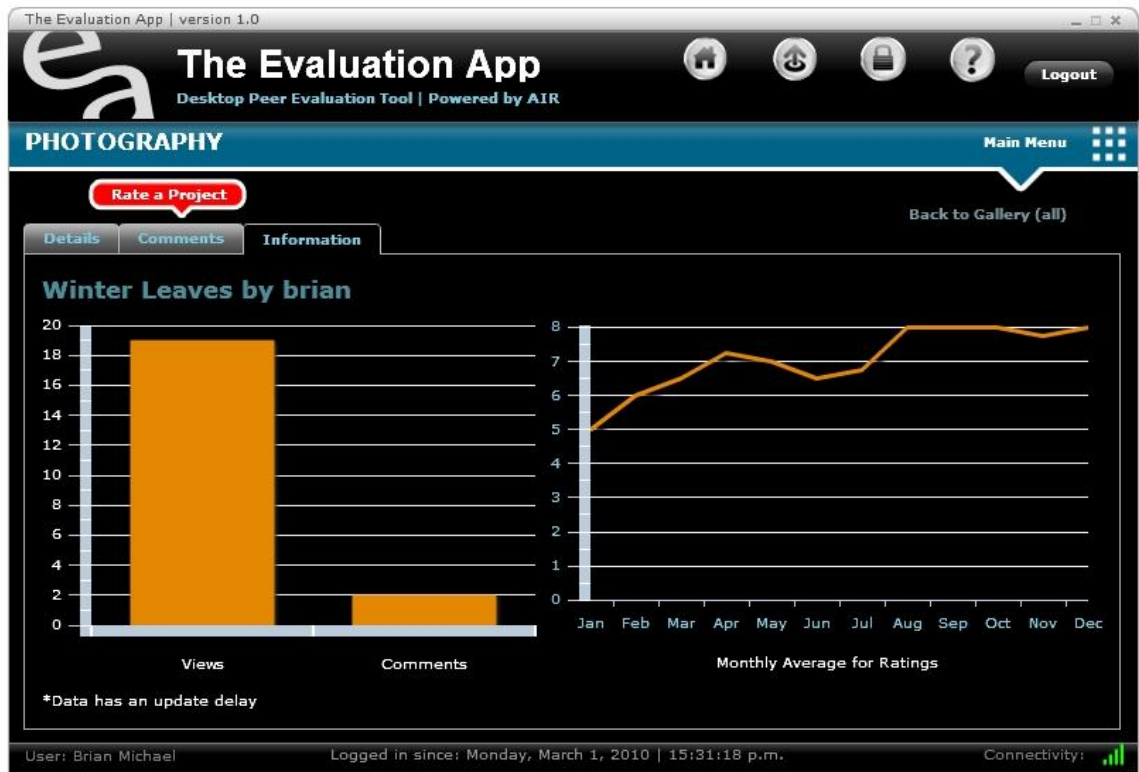 The Evaluation App | version 1.0
ea
The Evaluation App
Desktop Peer Evaluation Tool | Powered by AIR
?
Logout
PHOTOGRAPHY
Main Menu
Rate a Project
Back to Gallery (all)
Details Comments Information
Winter Leaves by brian
20
18
16
14
12
10
8
6
4
2
0
Views Comments
8
7
6
5
4
3
2
1
0
Jan Feb Mar Apr May Jun Jul Aug Sep Oct Nov Dec
Monthly Average for Ratings
*Data has an update delay
User: Brian Michael Logged in since: Monday, March 1, 2010 | 15:31:18 p.m. Connectivity: